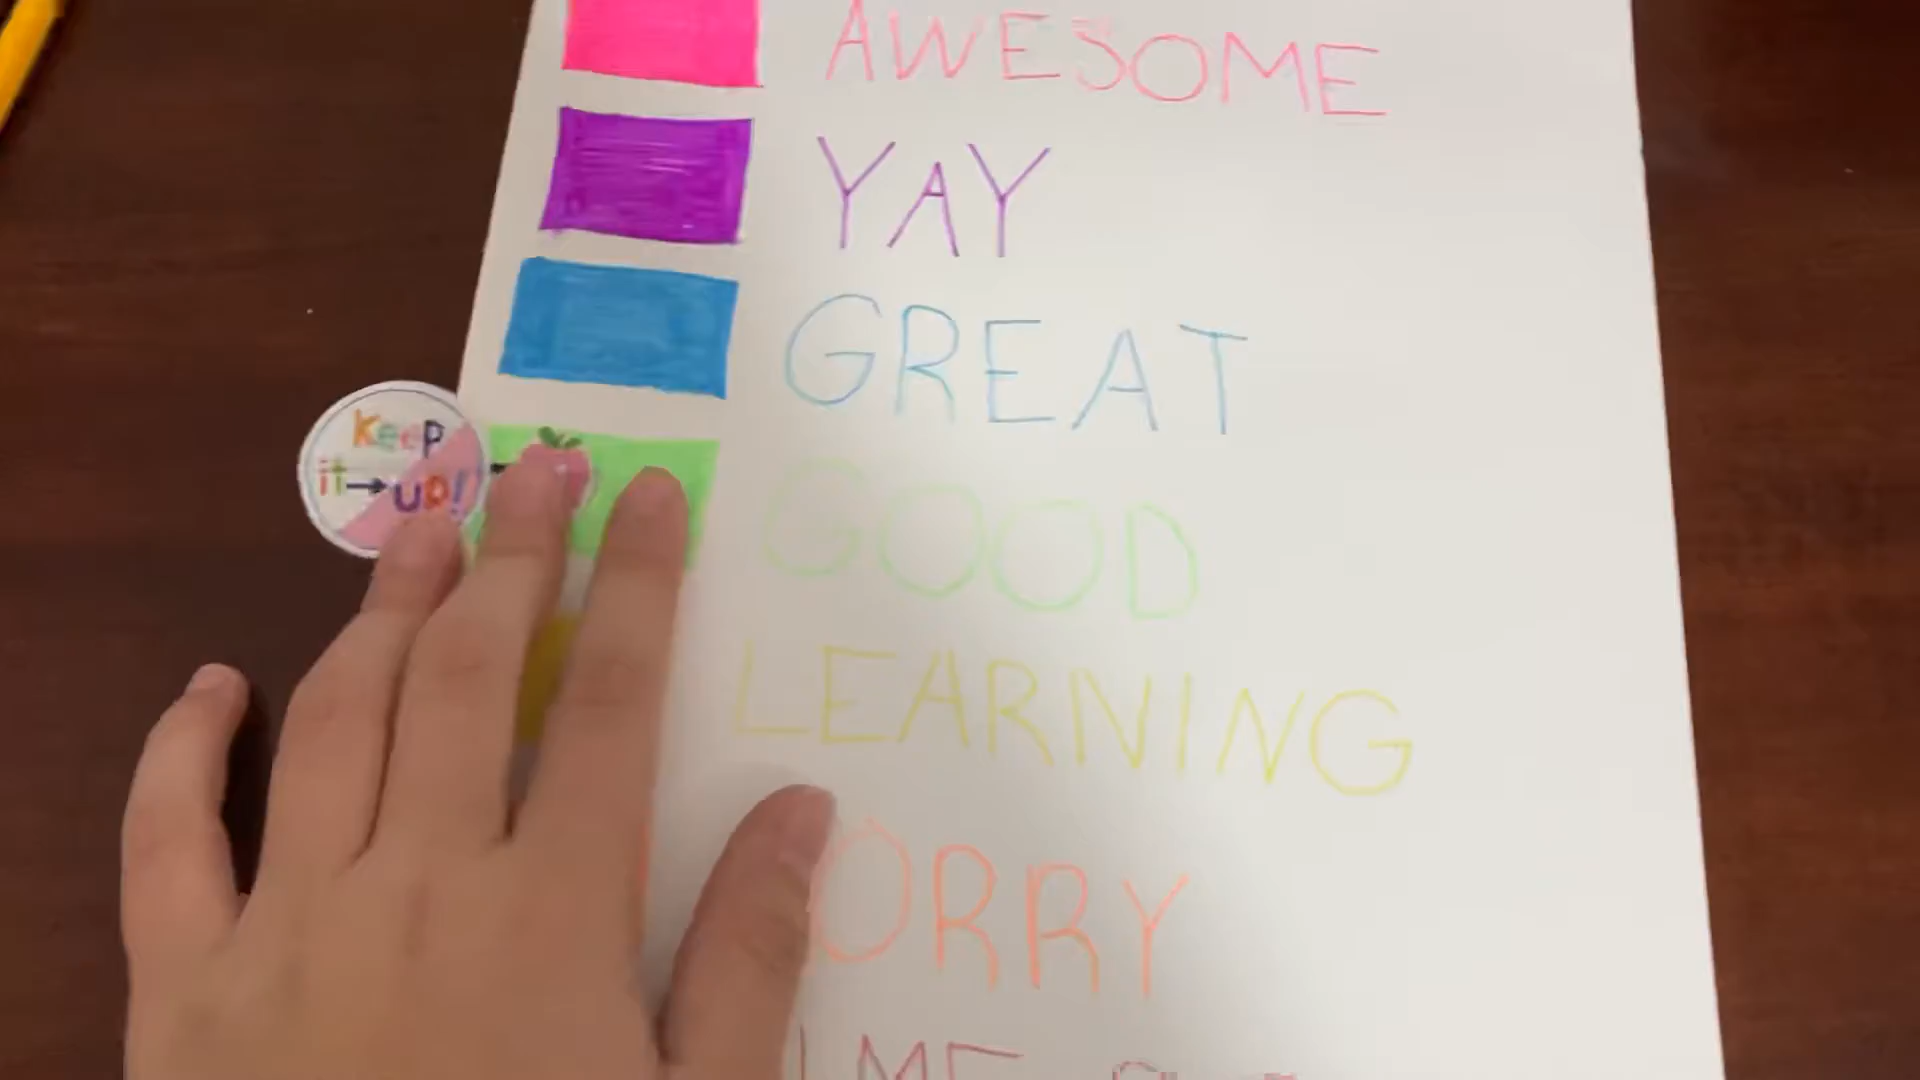 AWESOME
YAY
GREAT
Keep
it → UP!
GOOD
LEARNING
ORRY